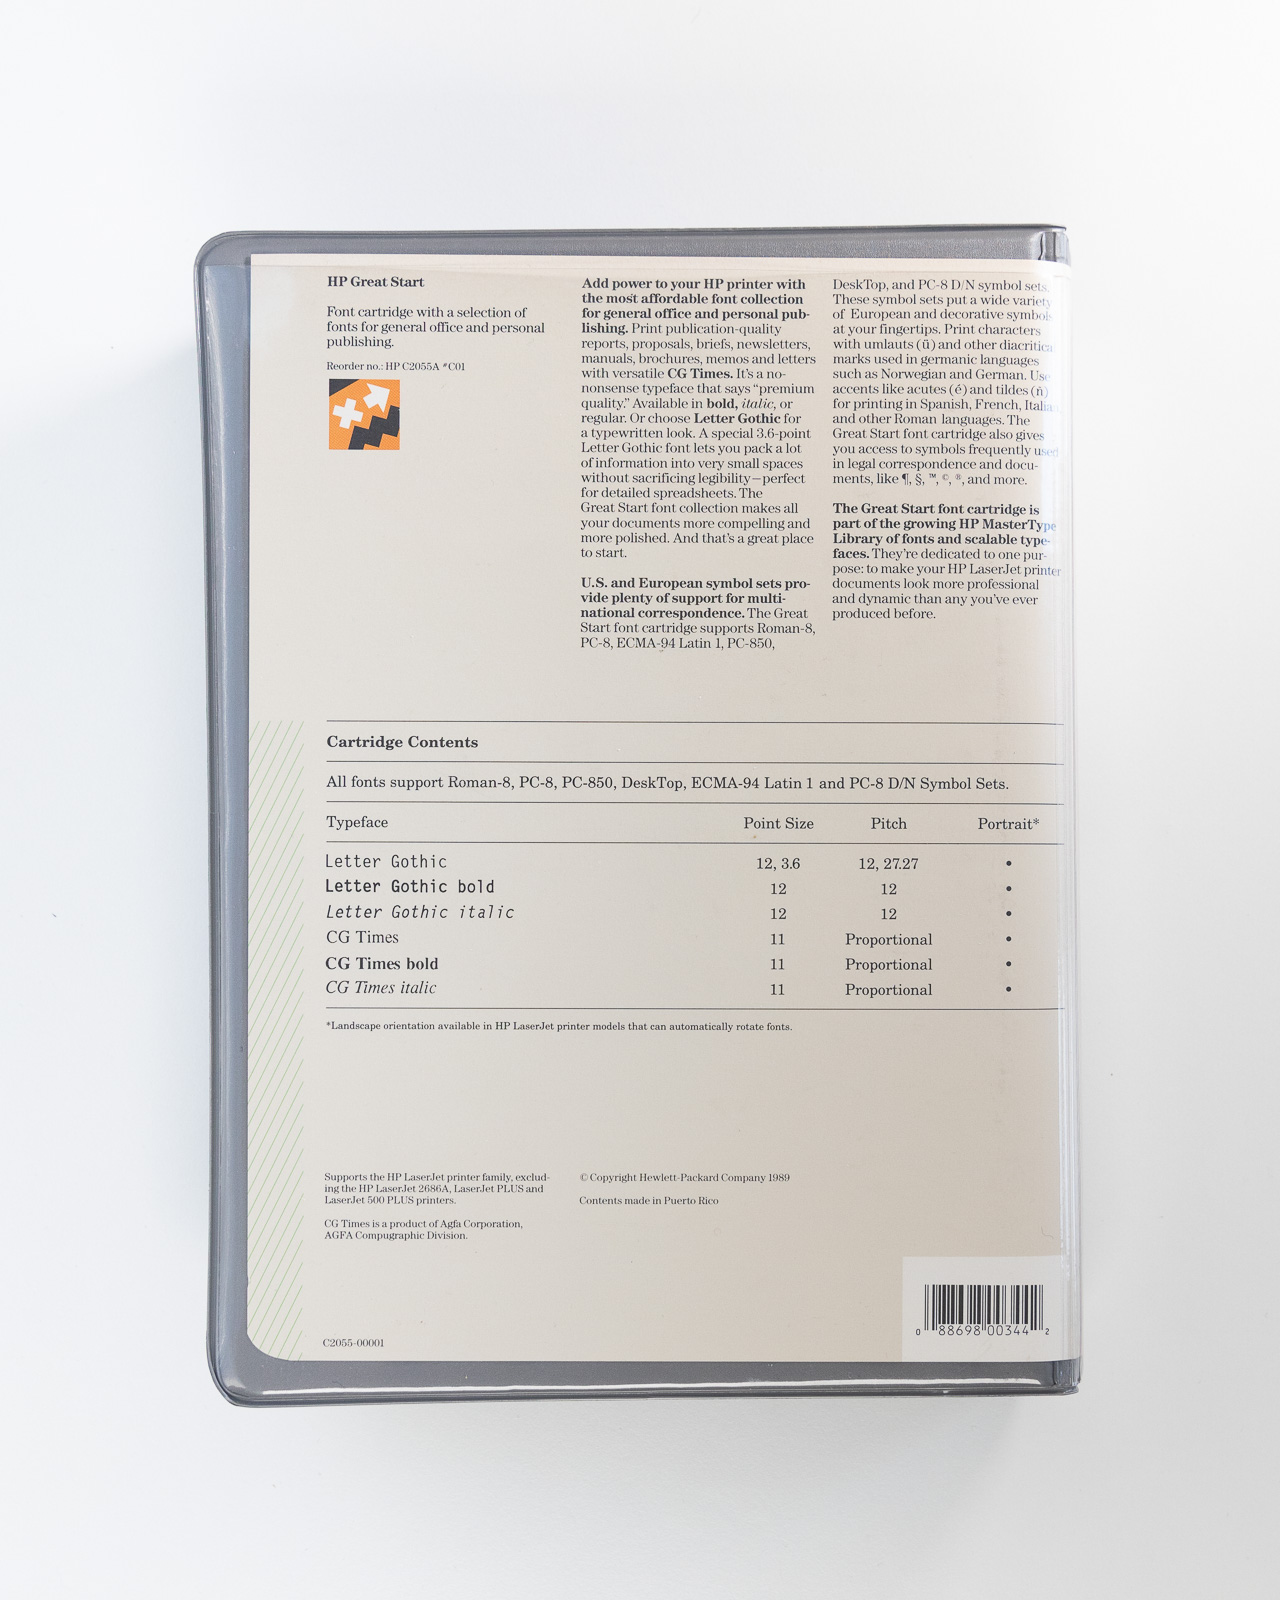 HP Great Start
Font cartridge with a selection of
fonts for general office and personal
publishing.
Reorder no.: HP C2055A #C01
Add power to your HP printer with
the most affordable font collection
for general office and personal pub-
lishing. Print publication-quality
reports, proposals, briefs, newsletters,
manuals, brochures, memos and letters
with versatile CG Times. It's a no-
nonsense typeface that says “premium
quality.” Available in bold, italic, or
regular. Or choose Letter Gothic for
a typewritten look. A special 3.6-point
Letter Gothic font lets you pack a lot
of information into very small spaces
without sacrificing legibility—perfect
for detailed spreadsheets. The
Great Start font collection makes all
your documents more compelling and
more polished. And that's a great place
to start.
U.S. and European symbol sets pro-
vide plenty of support for multi-
national correspondence. The Great
Start font cartridge supports Roman-8,
PC-8, ECMA-94 Latin 1, PC-850,
DeskTop, and PC-8 D/N symbol sets.
These symbol sets put a wide variety
of European and decorative symbols
at your fingertips. Print characters
with umlauts (ü) and other diacritical
marks used in germanic languages
such as Norwegian and German. Use
accents like acutes (é) and tildes (ñ)
for printing in Spanish, French, Italian,
and other Roman languages. The
Great Start font cartridge also gives
you access to symbols frequently used
in legal correspondence and docu-
ments, like ¶, §, ™, ©, ®, and more.
The Great Start font cartridge is
part of the growing HP MasterType
Library of fonts and scalable type-
faces. They're dedicated to one pur-
pose: to make your HP LaserJet printer
documents look more professional
and dynamic than any you've ever
produced before.
Cartridge Contents
All fonts support Roman-8, PC-8, PC-850, DeskTop, ECMA-94 Latin 1 and PC-8 D/N Symbol Sets.
Typeface Point Size Pitch Portrait*
Letter Gothic 12, 3.6 12, 27.27 •
Letter Gothic bold 12 12 •
Letter Gothic italic 12 12 •
CG Times 11 Proportional •
CG Times bold 11 Proportional •
CG Times italic 11 Proportional •
*Landscape orientation available in HP LaserJet printer models that can automatically rotate fonts.
Supports the HP LaserJet printer family, exclud-
ing the HP LaserJet 2686A, LaserJet PLUS and
LaserJet 500 PLUS printers.
CG Times is a product of Agfa Corporation,
AGFA Compugraphic Division.
© Copyright Hewlett-Packard Company 1989
Contents made in Puerto Rico
C2055-00001
0 88698 00344 2